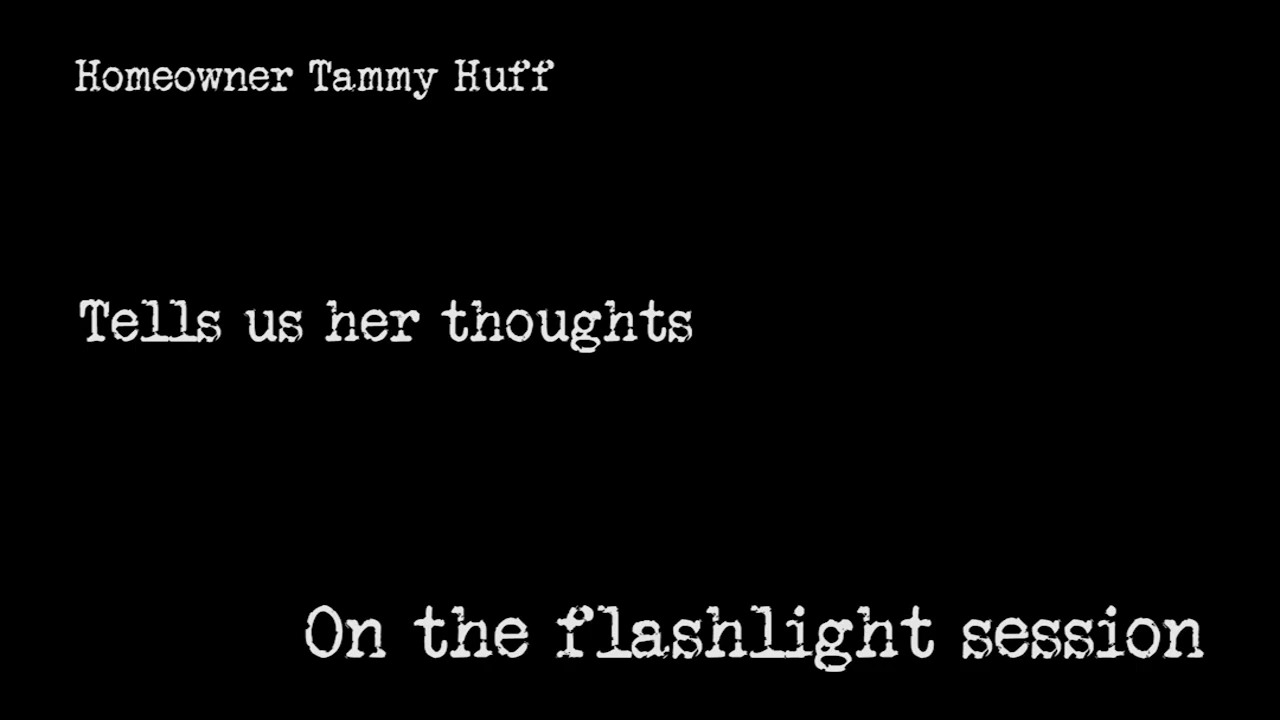 Homeowner Tammy Huff
Tells us her thoughts
On the flashlight session